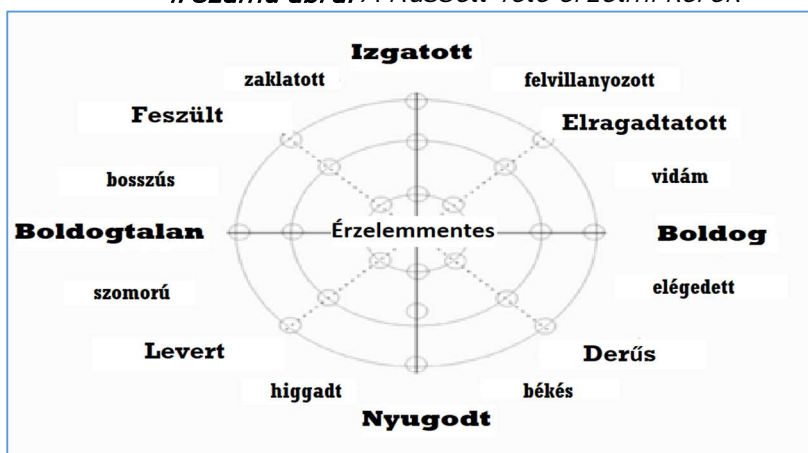 Izgatott
zaklatott felvillanyozott
Feszült Elragadtatott
bosszús vidám
Boldogtalan Érzelemmentes Boldog
szomorú elégedett
Levert Derűs
higgadt békés
Nyugodt